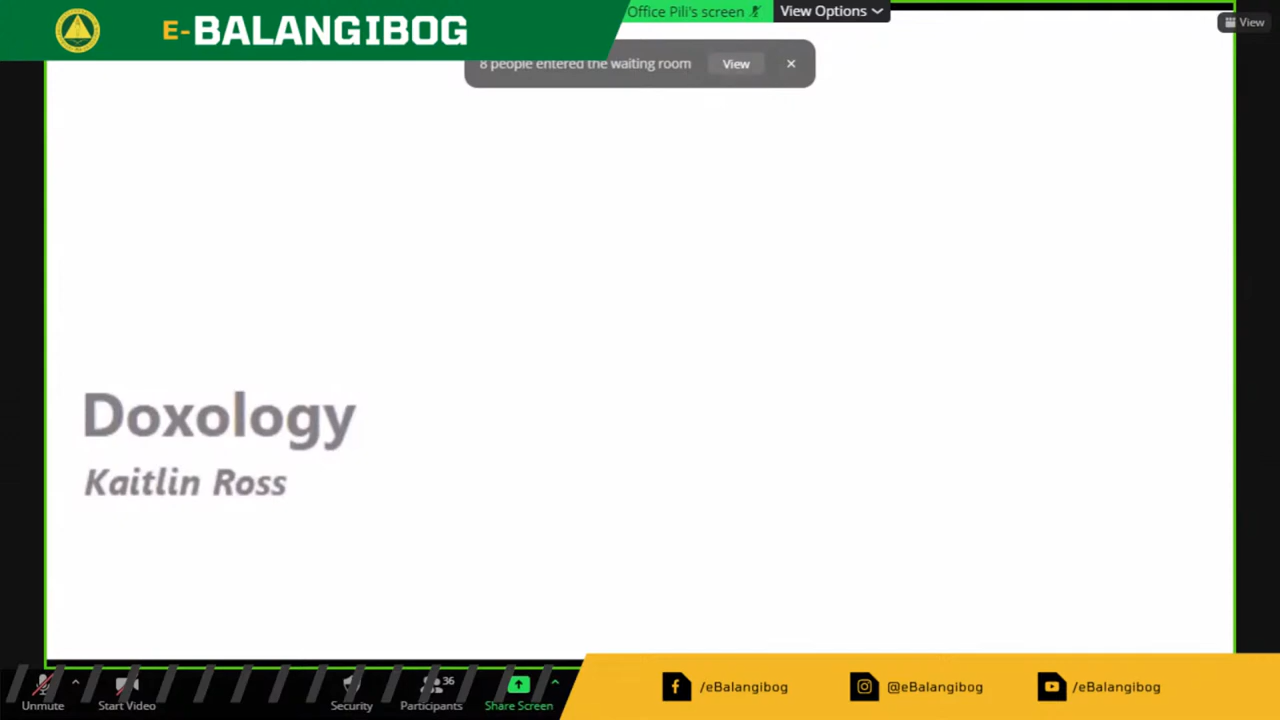 E-BALANGIBOG
Office Pili's screen
View Options
View
8 people entered the waiting room
View
Doxology
Kaitlin Ross
Unmute
Start Video
Security
36
Participants
Share Screen
/eBalangibog
@eBalangibog
/eBalangibog